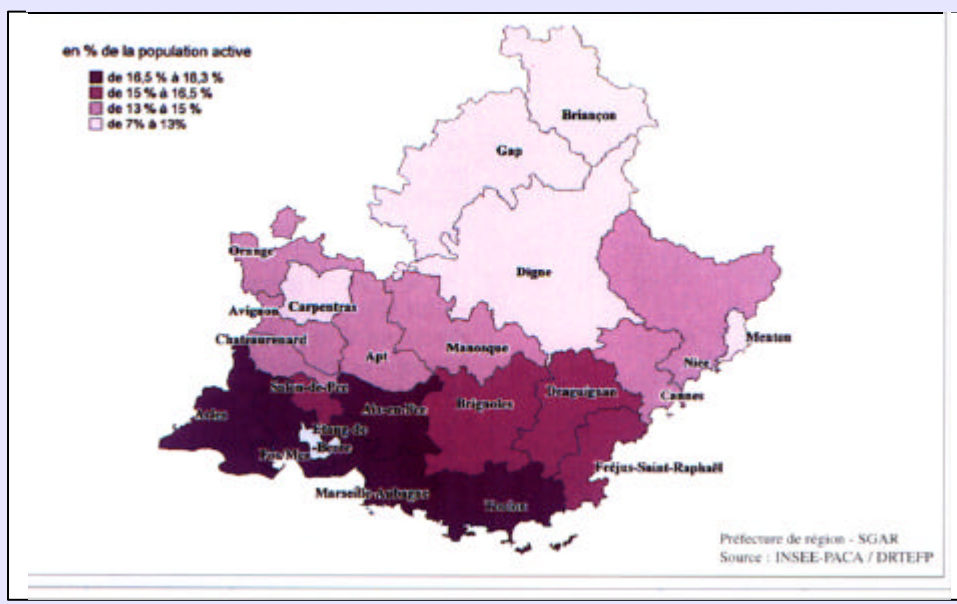 en % de la population active
de 16,5 % à 18,3 %
de 15 % à 16,5 %
de 13 % à 15 %
de 7% à 13%
Briançon
Gap
Orange
Digne
Carpentras
Avignon
Menton
Chateaurenard
Apt
Manosque
Nice
Salon-de-Pce
Draguignan
Cannes
Arles
Aix-en-Pce
Brignoles
Etang-de
-Berre
Fos/Mer
Fréjus-Saint-Raphaël
Marseille-Aubagne
Toulon
Préfecture de région - SGAR
Source : INSEE-PACA / DRTEFP